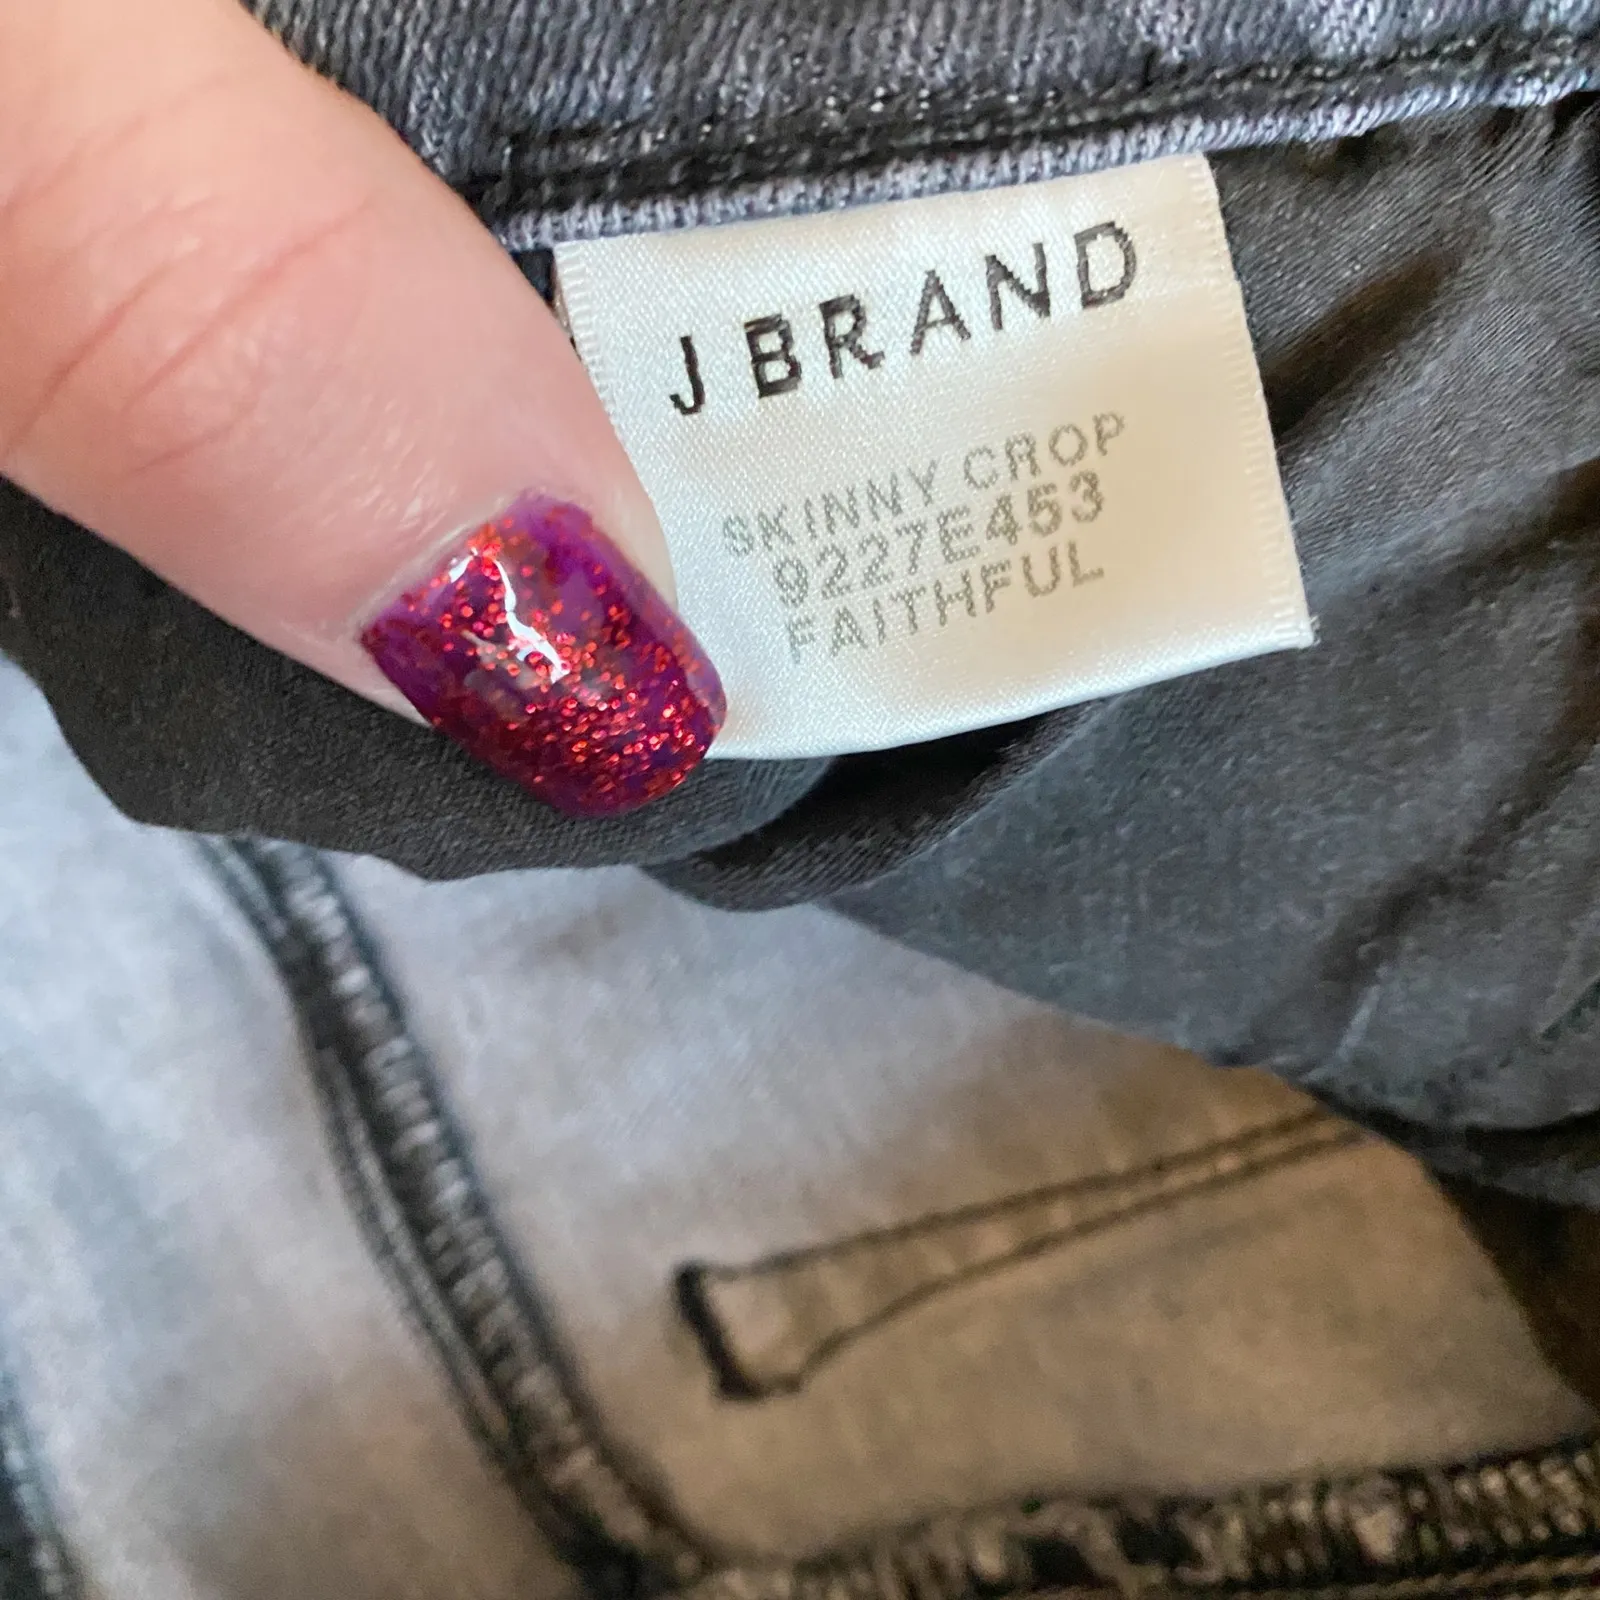 J BRAND
SKINNY CROP
9227E453
FAITHFUL